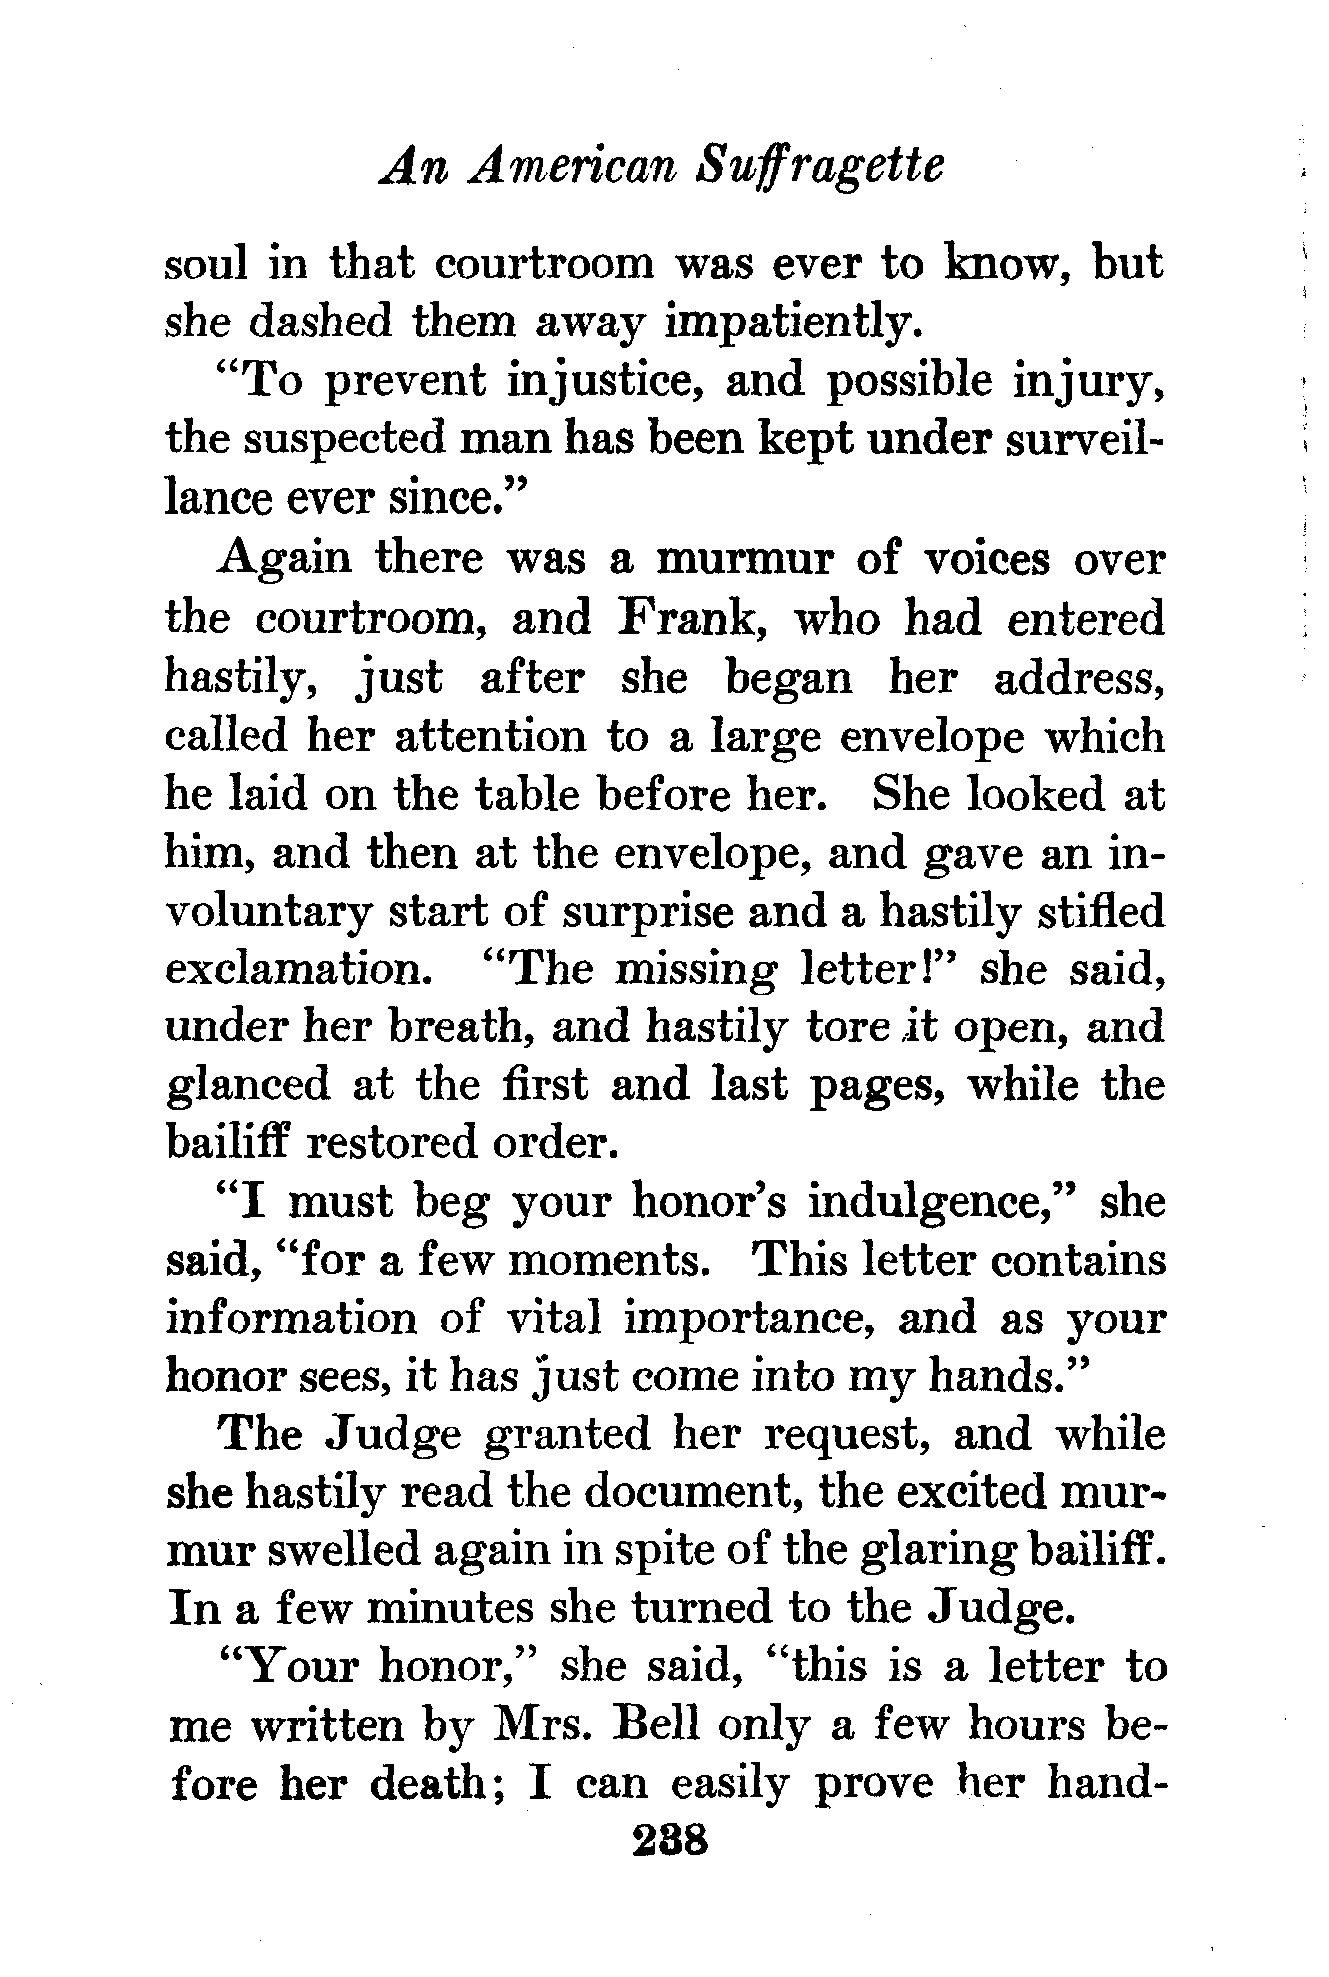 An American Suffragette
soul in that courtroom was ever to know, but
she dashed them away impatiently.
“To prevent injustice, and possible injury,
the suspected man has been kept under surveil-
lance ever since.”
Again there was a murmur of voices over
the courtroom, and Frank, who had entered
hastily, just after she began her address,
called her attention to a large envelope which
he laid on the table before her. She looked at
him, and then at the envelope, and gave an in-
voluntary start of surprise and a hastily stifled
exclamation. “The missing letter!” she said,
under her breath, and hastily tore it open, and
glanced at the first and last pages, while the
bailiff restored order.
“I must beg your honor’s indulgence,” she
said, “for a few moments. This letter contains
information of vital importance, and as your
honor sees, it has just come into my hands.”
The Judge granted her request, and while
she hastily read the document, the excited mur-
mur swelled again in spite of the glaring bailiff.
In a few minutes she turned to the Judge.
“Your honor,” she said, “this is a letter to
me written by Mrs. Bell only a few hours be-
fore her death; I can easily prove her hand-
238